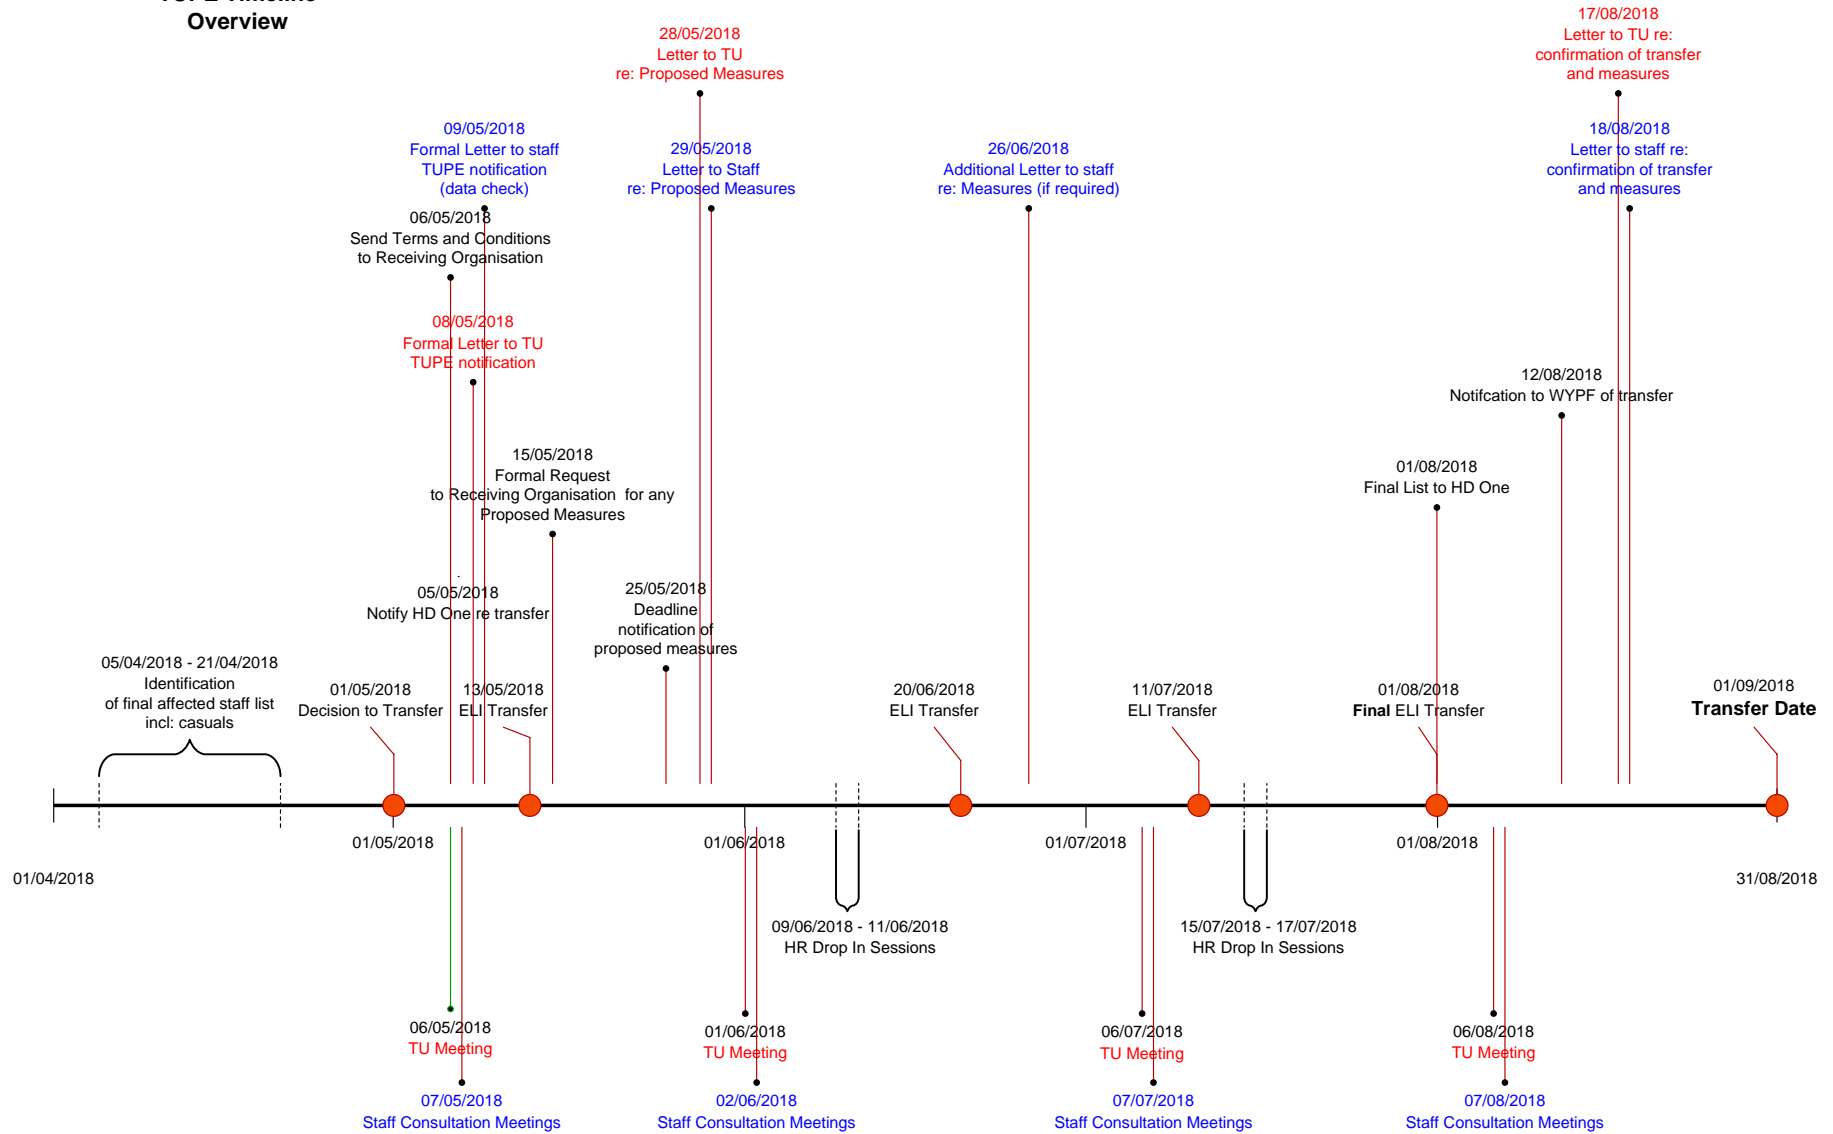 TUPE Timeline
Overview
17/08/2018
Letter to TU re:
confirmation of transfer
and measures
28/05/2018
Letter to TU
re: Proposed Measures
09/05/2018
Formal Letter to staff
TUPE notification
(data check)
29/05/2018
Letter to Staff
re: Proposed Measures
26/06/2018
Additional Letter to staff
re: Measures (if required)
18/08/2018
Letter to staff re:
confirmation of transfer
and measures
06/05/2018
Send Terms and Conditions
to Receiving Organisation
08/05/2018
Formal Letter to TU
TUPE notification
12/08/2018
Notifcation to WYPF of transfer
15/05/2018
Formal Request
to Receiving Organisation  for any
Proposed Measures
01/08/2018
Final List to HD One
.
05/05/2018
Notify HD One re transfer
25/05/2018
Deadline
notification of
proposed measures
05/04/2018 - 21/04/2018
Identification
of final affected staff list
incl: casuals
01/05/2018
Decision to Transfer
13/05/2018
ELI Transfer
20/06/2018
ELI Transfer
11/07/2018
ELI Transfer
01/08/2018
Final ELI Transfer
01/09/2018
Transfer Date
01/05/2018
01/06/2018
01/07/2018
01/08/2018
01/04/2018
31/08/2018
09/06/2018 - 11/06/2018
HR Drop In Sessions
15/07/2018 - 17/07/2018
HR Drop In Sessions
06/05/2018
TU Meeting
01/06/2018
TU Meeting
06/07/2018
TU Meeting
06/08/2018
TU Meeting
07/05/2018
Staff Consultation Meetings
02/06/2018
Staff Consultation Meetings
07/07/2018
Staff Consultation Meetings
07/08/2018
Staff Consultation Meetings